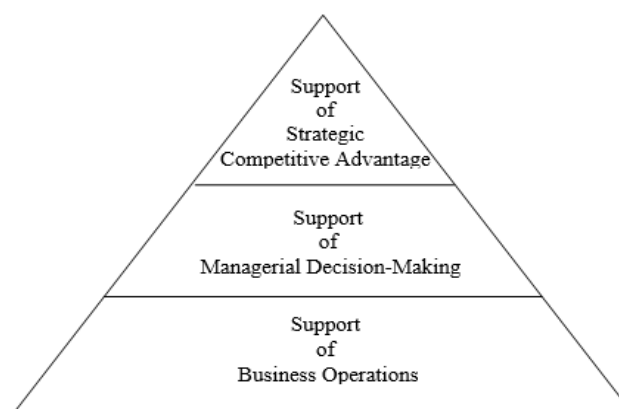 Support
of
Strategic
Competitive Advantage
Support
of
Managerial Decision-Making
Support
of
Business Operations